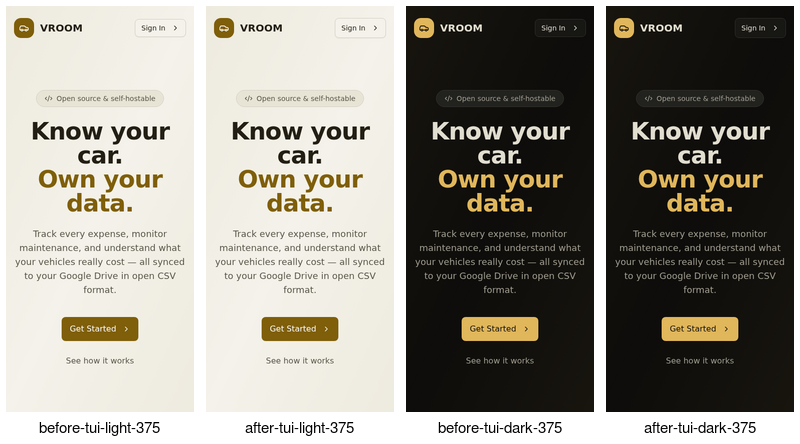 VROOM
Sign In
Open source & self-hostable
Know your
car.
Own your
data.
Track every expense, monitor
maintenance, and understand what
your vehicles really cost — all synced
to your Google Drive in open CSV
format.
Get Started
See how it works
before-tui-light-375
VROOM
Sign In
Open source & self-hostable
Know your
car.
Own your
data.
Track every expense, monitor
maintenance, and understand what
your vehicles really cost — all synced
to your Google Drive in open CSV
format.
Get Started
See how it works
after-tui-light-375
VROOM
Sign In
Open source & self-hostable
Know your
car.
Own your
data.
Track every expense, monitor
maintenance, and understand what
your vehicles really cost — all synced
to your Google Drive in open CSV
format.
Get Started
See how it works
before-tui-dark-375
VROOM
Sign In
Open source & self-hostable
Know your
car.
Own your
data.
Track every expense, monitor
maintenance, and understand what
your vehicles really cost — all synced
to your Google Drive in open CSV
format.
Get Started
See how it works
after-tui-dark-375